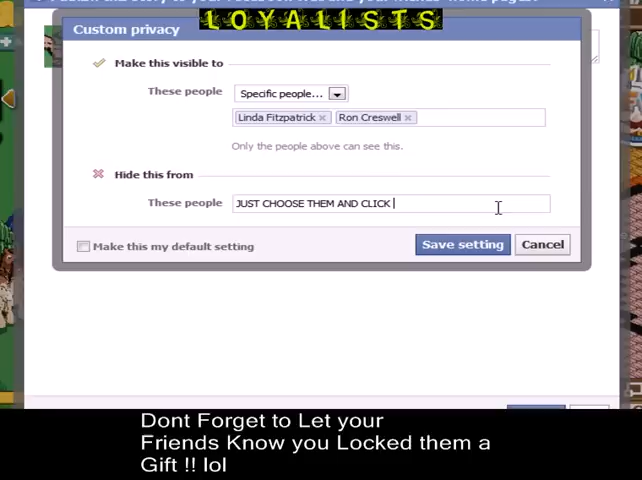 LOYALISTS
Custom privacy
Make this visible to
These people
Specific people...
Linda Fitzpatrick × Ron Creswell ×
Only the people above can see this.
Hide this from
These people
JUST CHOOSE THEM AND CLICK
Make this my default setting
Save setting
Cancel
Dont Forget to Let your
Friends Know you Locked them a
Gift !! lol